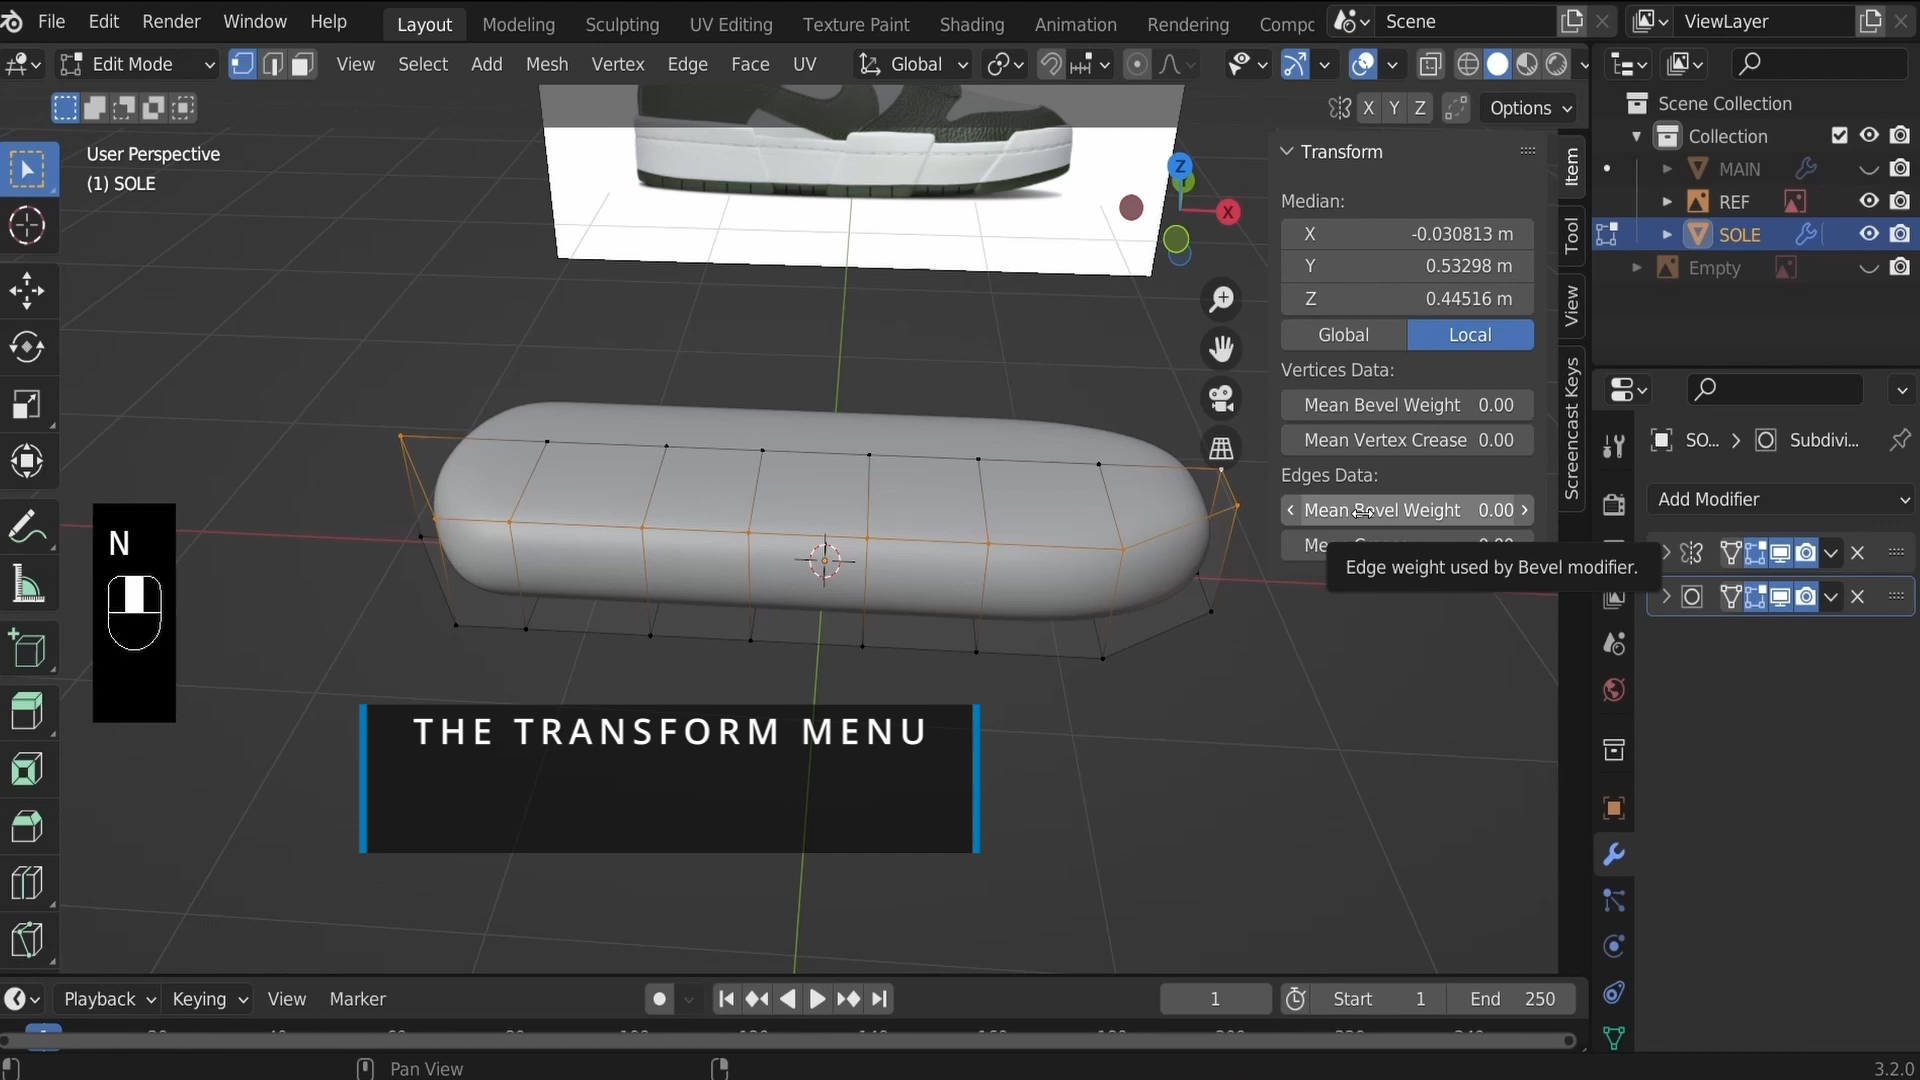 File Edit Render Window Help Layout Modeling Sculpting UV Editing Texture Paint Shading Animation Rendering Compc Scene ViewLayer
Edit Mode View Select Add Mesh Vertex Edge Face UV Global
X Y Z Options
User Perspective
(1) SOLE
Transform
Median:
X -0.030813 m
Y 0.53298 m
Z 0.44516 m
Global Local
Vertices Data:
Mean Bevel Weight 0.00
Mean Vertex Crease 0.00
Edges Data:
Mean Bevel Weight 0.00
Edge weight used by Bevel modifier.
Item
Tool
View
Screencast Keys
Z
X
Scene Collection
Collection
MAIN
REF
SOLE
Empty
SO... Subdivi...
Add Modifier
N
THE TRANSFORM MENU
Playback Keying View Marker 1 Start 1 End 250
Pan View 3.2.0